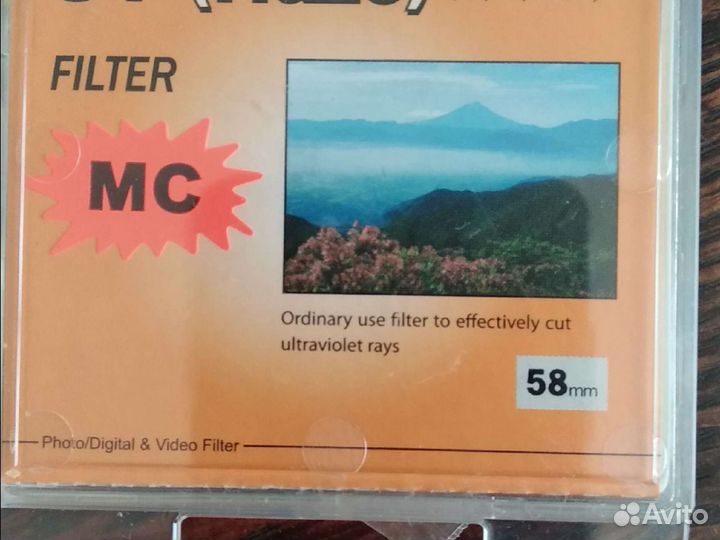 FILTER
MC
Ordinary use filter to effectively cut
ultraviolet rays
58mm
Photo/Digital & Video Filter
Avito